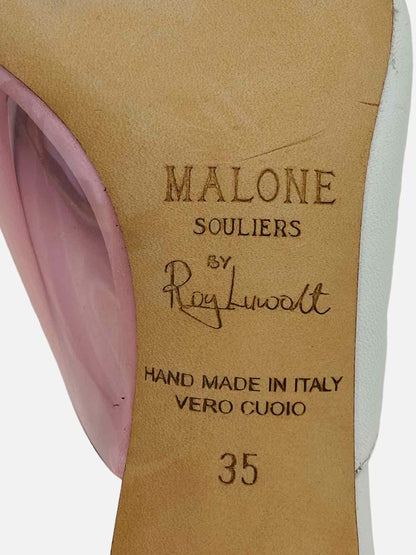 MALONE
SOULIERS
BY
Roy Luwolt
HAND MADE IN ITALY
VERO CUOIO
35